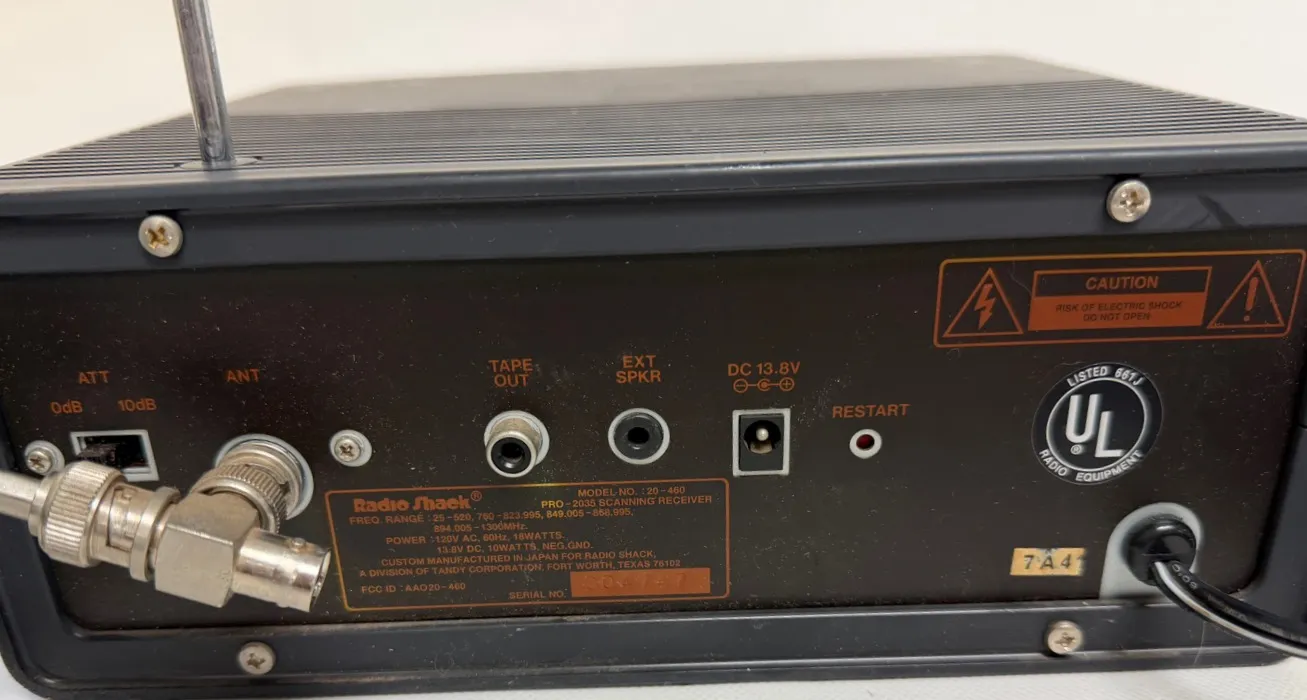 CAUTION
RISK OF ELECTRIC SHOCK
DO NOT OPEN
ATT
0dB 10dB
ANT
TAPE
OUT
EXT
SPKR
DC 13.8V
RESTART
LISTED 661J
UL
®
RADIO EQUIPMENT
Radio Shack®
MODEL NO. : 20-460
PRO-2035 SCANNING RECEIVER
FREQ. RANGE : 25-520, 760-823.995, 849.005-868.995,
894.005-1300MHz.
POWER : 120V AC, 60Hz, 18WATTS.
13.8V DC, 10WATTS, NEG.GND.
CUSTOM MANUFACTURED IN JAPAN FOR RADIO SHACK,
A DIVISION OF TANDY CORPORATION, FORT WORTH, TEXAS 76102
FCC ID : AAO20-460
SERIAL NO.
7A4